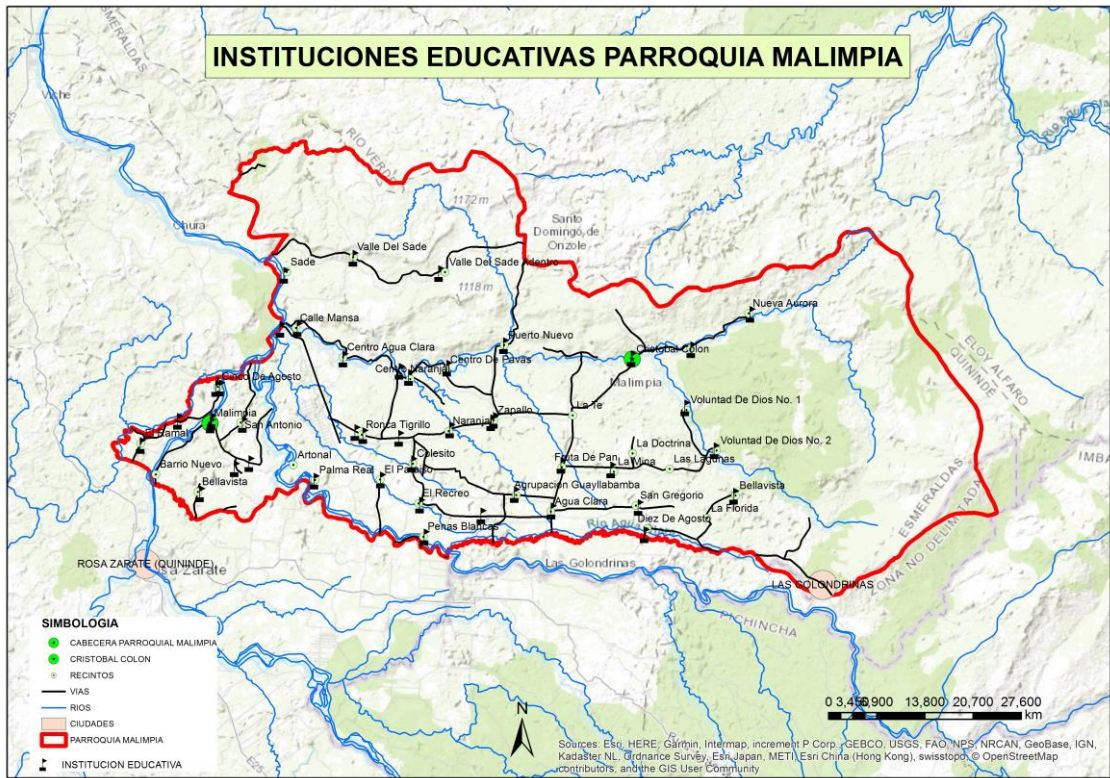 INSTITUCIONES EDUCATIVAS PARROQUIA MALIMPIA
ESMERALDAS
Viche
RIO VERDE
1172 m
Chura
Santo
Domingo de
Onzole
Valle Del Sade
Sade
Valle Del Sade Adentro
1118 m
Nueva Aurora
Calle Mansa
Puerto Nuevo
Centro Agua Clara
Cristobal Colon
Centro De Pavas
Centro Naranjal
Malimpia
ELOY ALFARO
QUININDE
Cinco De Agosto
Voluntad De Dios No. 1
Malimpia
La Te
Zapallo
San Antonio
Naranjal
Ronca Tigrillo
El Ramal
La Doctrina
Voluntad De Dios No. 2
Colesito
Fruta De Pan
La Mina
Las Lagunas
Artonal
Barrio Nuevo
Palma Real
El Paraiso
IMBA
Agrupacion Guayllabamba
Bellavista
San Gregorio
Bellavista
El Recreo
Agua Clara
La Florida
ESMERALDAS
Diez De Agosto
Penas Blancas
ZONA NO DELIMITADA
Las Golondrinas
ROSA ZARATE (QUININDE)
LAS GOLONDRINAS
PICHINCHA
SIMBOLOGIA
CABECERA PARROQUIAL MALIMPIA
CRISTOBAL COLON
RECINTOS
VIAS
RIOS
CIUDADES
PARROQUIA MALIMPIA
INSTITUCION EDUCATIVA
N
0 3,450 6,900 13,800 20,700 27,600
km
Sources: Esri, HERE, Garmin, Intermap, increment P Corp., GEBCO, USGS, FAO, NPS, NRCAN, GeoBase, IGN,
Kadaster NL, Ordnance Survey, Esri Japan, METI, Esri China (Hong Kong), swisstopo, © OpenStreetMap
contributors, and the GIS User Community